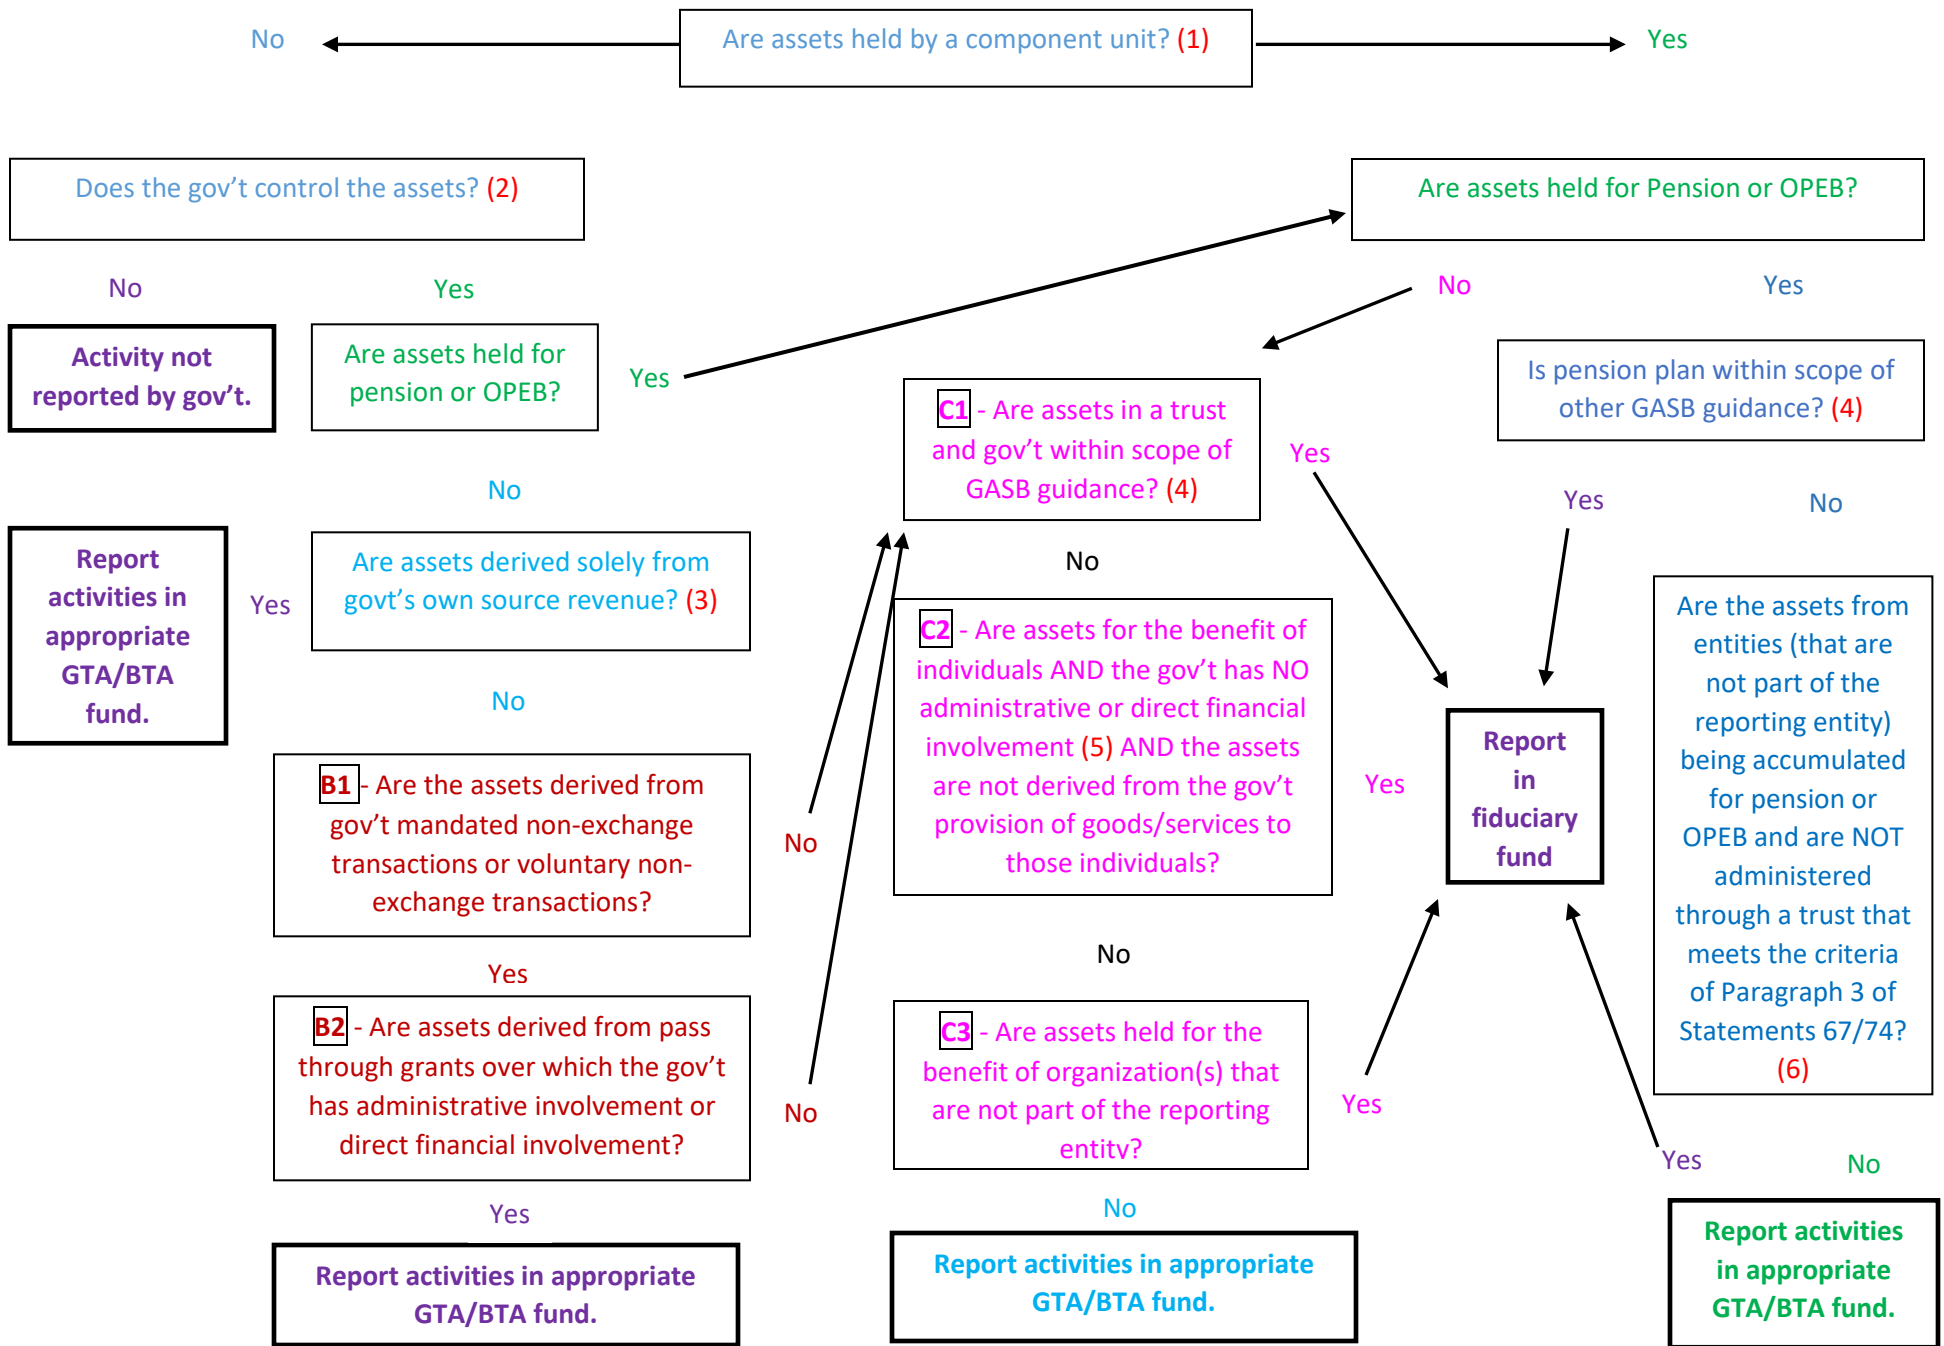 No
Are assets held by a component unit? (1)
Yes
Does the gov't control the assets? (2)
Are assets held for Pension or OPEB?
No
Yes
No
Yes
Activity not
reported by gov't.
Are assets held for
pension or OPEB?
Yes
Is pension plan within scope of
other GASB guidance? (4)
C1 - Are assets in a trust
and gov't within scope of
GASB guidance? (4)
Yes
No
Yes
No
Report
activities in
appropriate
GTA/BTA
fund.
Yes
Are assets derived solely from
govt's own source revenue? (3)
No
No
C2 - Are assets for the benefit of
individuals AND the gov't has NO
administrative or direct financial
involvement (5) AND the assets
are not derived from the gov't
provision of goods/services to
those individuals?
Yes
Report
in
fiduciary
fund
Are the assets from
entities (that are
not part of the
reporting entity)
being accumulated
for pension or
OPEB and are NOT
administered
through a trust that
meets the criteria
of Paragraph 3 of
Statements 67/74?
(6)
B1 - Are the assets derived from
gov't mandated non-exchange
transactions or voluntary non-
exchange transactions?
No
Yes
No
B2 - Are assets derived from pass
through grants over which the gov't
has administrative involvement or
direct financial involvement?
No
C3 - Are assets held for the
benefit of organization(s) that
are not part of the reporting
entity?
Yes
Yes
No
Yes
No
Report activities in appropriate
GTA/BTA fund.
Report activities in appropriate
GTA/BTA fund.
Report activities
in appropriate
GTA/BTA fund.